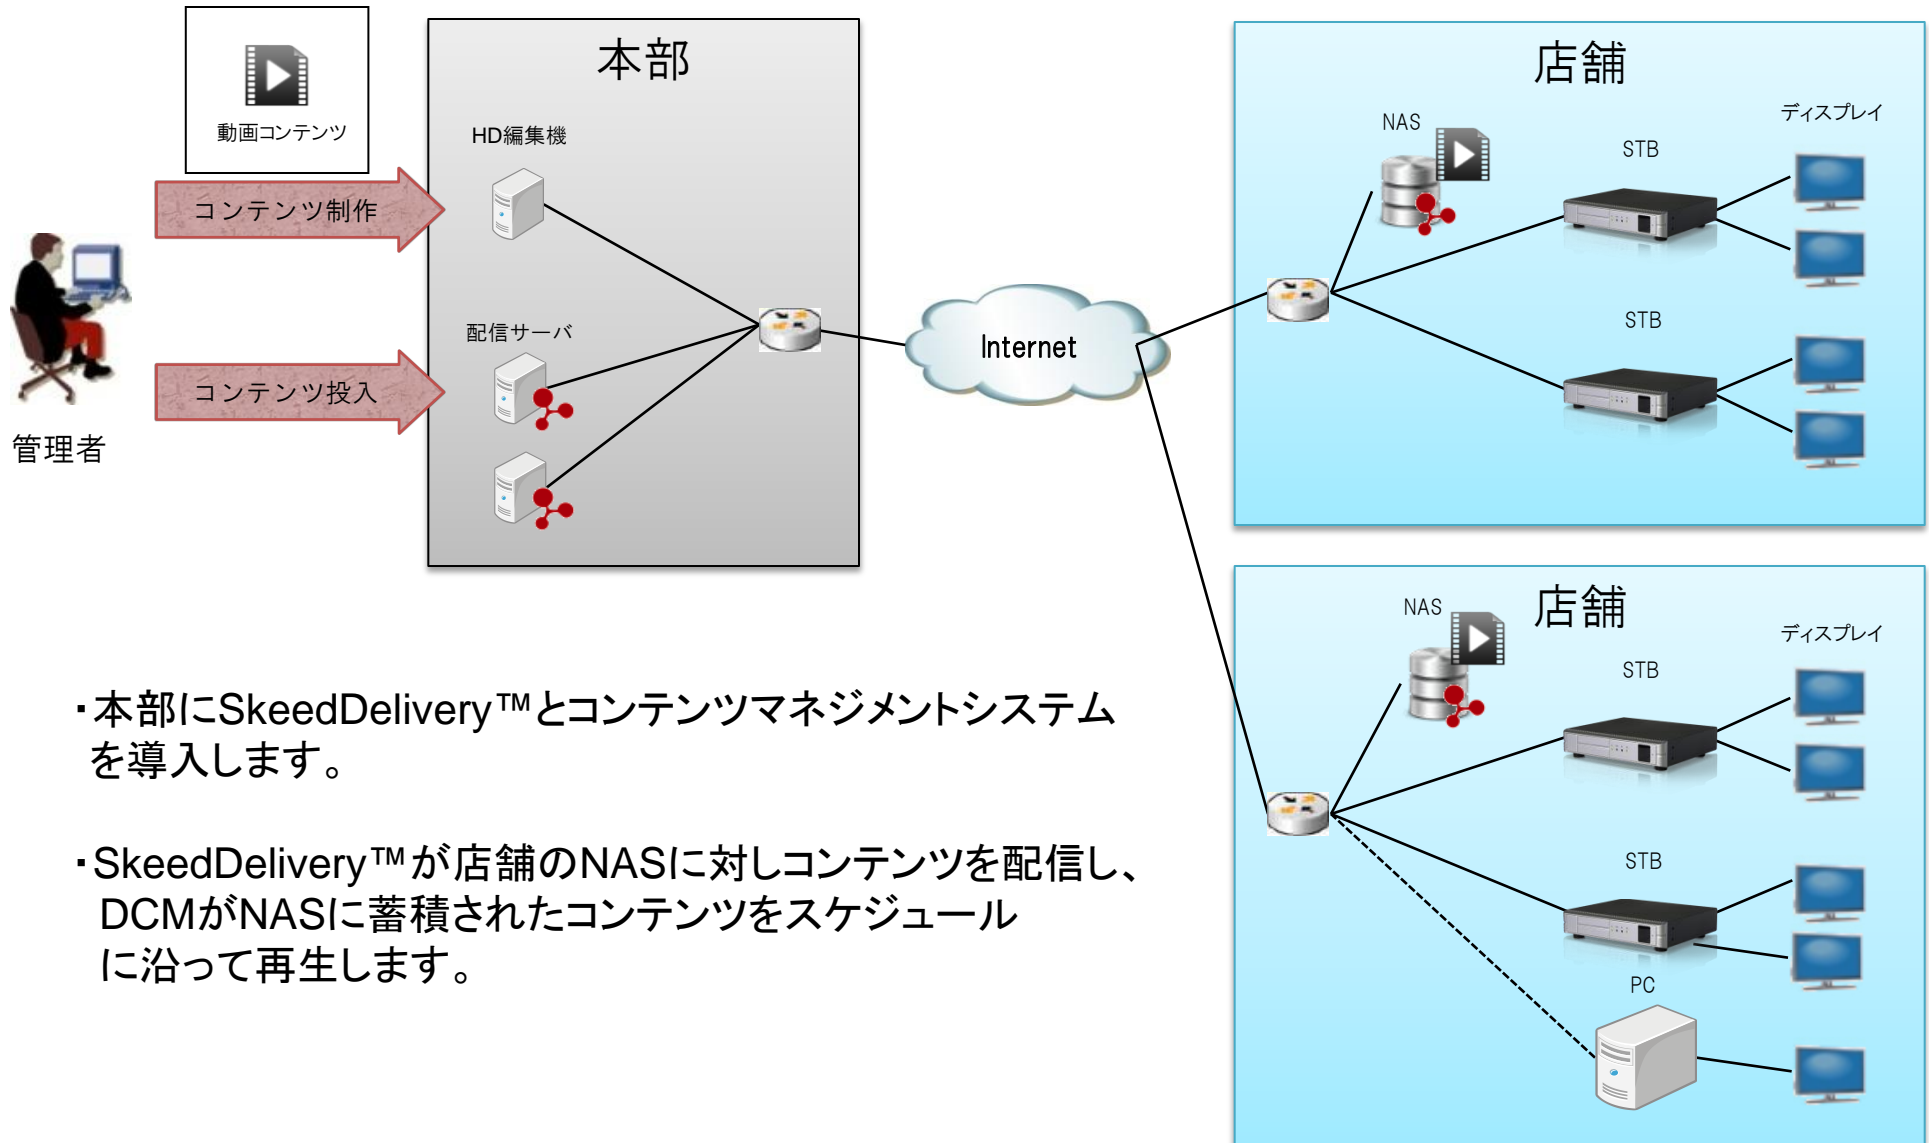 動画コンテンツ
コンテンツ制作
コンテンツ投入
管理者
本部
HD編集機
配信サーバ
Internet
店舗
NAS
STB
ディスプレイ
STB
店舗
NAS
STB
ディスプレイ
STB
PC
・本部にSkeedDelivery™とコンテンツマネジメントシステム
を導入します。
・SkeedDelivery™が店舗のNASに対しコンテンツを配信し、
DCMがNASに蓄積されたコンテンツをスケジュール
に沿って再生します。